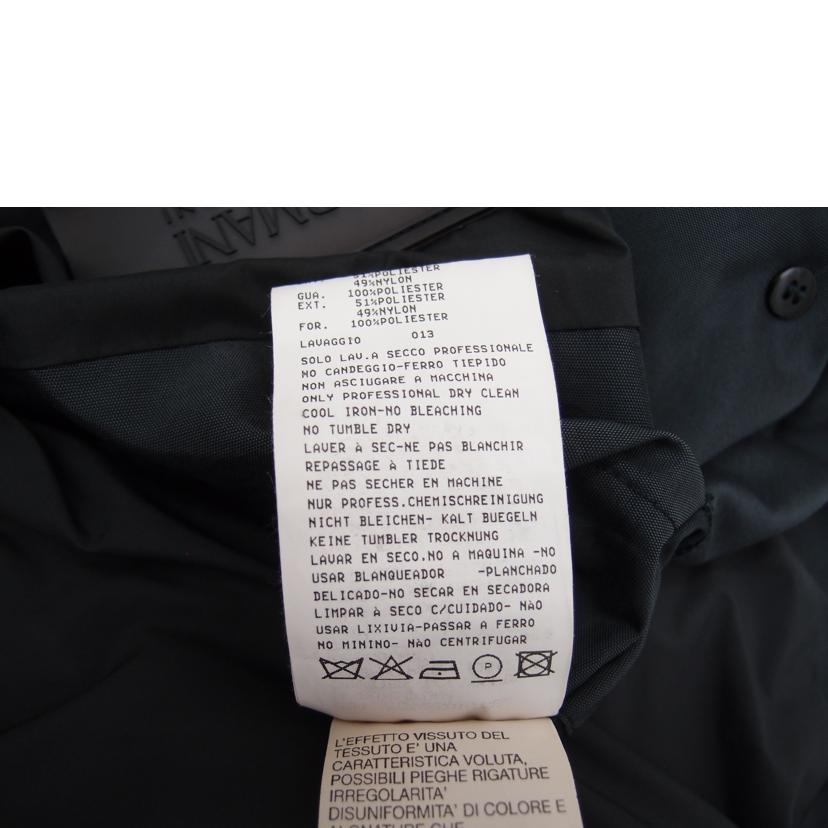 51%POLIESTER
49%NYLON
GUA. 100%POLIESTER
EXT. 51%POLIESTER
49%NYLON
FOR. 100%POLIESTER
LAVAGGIO 013
SOLO LAV.A SECCO PROFESSIONALE
NO CANDEGGIO-FERRO TIEPIDO
NON ASCIUGARE A MACCHINA
ONLY PROFESSIONAL DRY CLEAN
COOL IRON-NO BLEACHING
NO TUMBLE DRY
LAVER À SEC-NE PAS BLANCHIR
REPASSAGE À TIEDE
NE PAS SECHER EN MACHINE
NUR PROFESS.CHEMISCHREINIGUNG
NICHT BLEICHEN- KALT BUEGELN
KEINE TUMBLER TROCKNUNG
LAVAR EN SECO.NO A MAQUINA -NO
USAR BLANQUEADOR -PLANCHADO
DELICADO-NO SECAR EN SECADORA
LIMPAR À SECO C/CUIDADO- NÃO
USAR LIXIVIA-PASSAR A FERRO
NO MININO- NÃO CENTRIFUGAR
P
L'EFFETTO VISSUTO DEL
TESSUTO E' UNA
CARATTERISTICA VOLUTA,
POSSIBILI PIEGHE RIGATURE
IRREGOLARITA'
DISUNIFORMITA' DI COLORE E